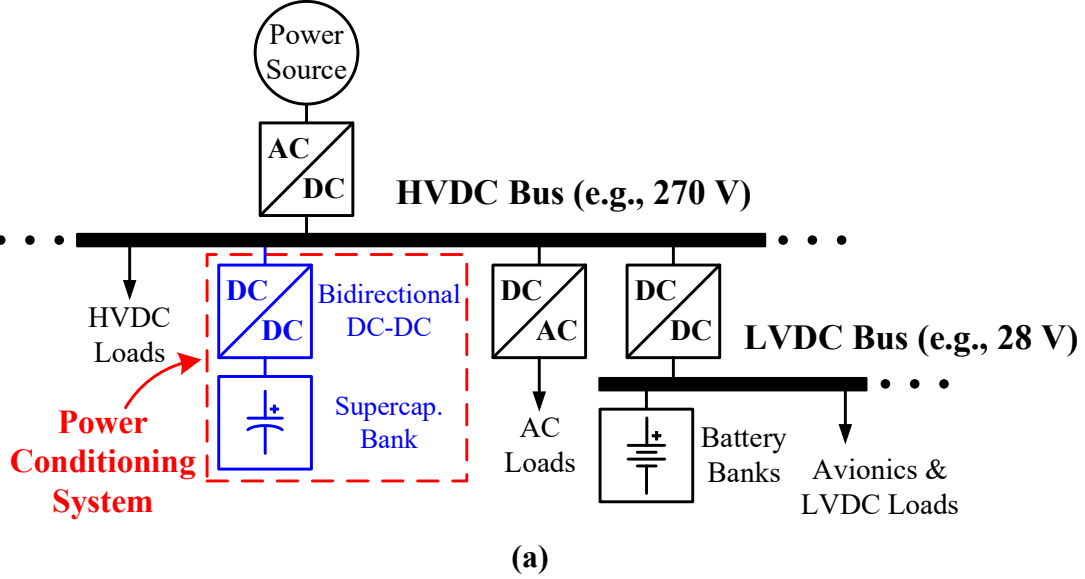 Power
Source
AC
DC
HVDC Bus (e.g., 270 V)
HVDC
Loads
DC
DC
Bidirectional
DC-DC
Supercap.
Bank
Power
Conditioning
System
DC
AC
AC
Loads
DC
DC
LVDC Bus (e.g., 28 V)
Battery
Banks
Avionics &
LVDC Loads
(a)